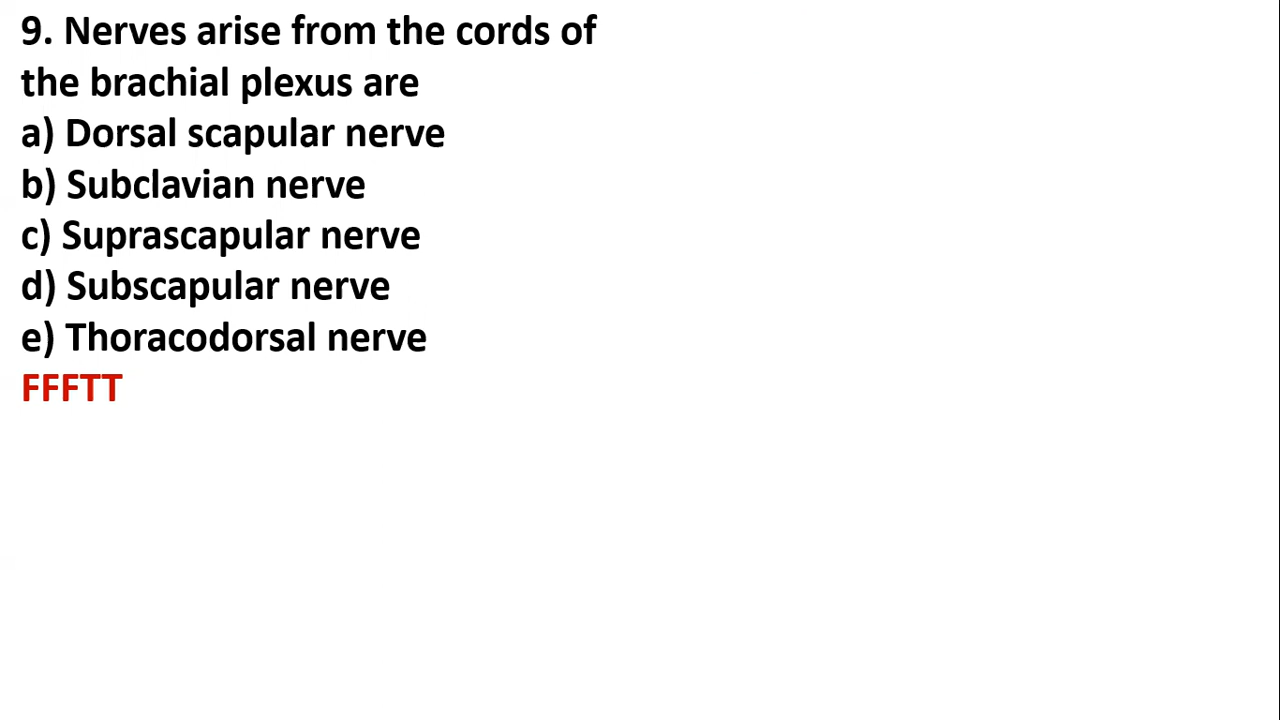 9. Nerves arise from the cords of
the brachial plexus are
a) Dorsal scapular nerve
b) Subclavian nerve
c) Suprascapular nerve
d) Subscapular nerve
e) Thoracodorsal nerve
FFFTT